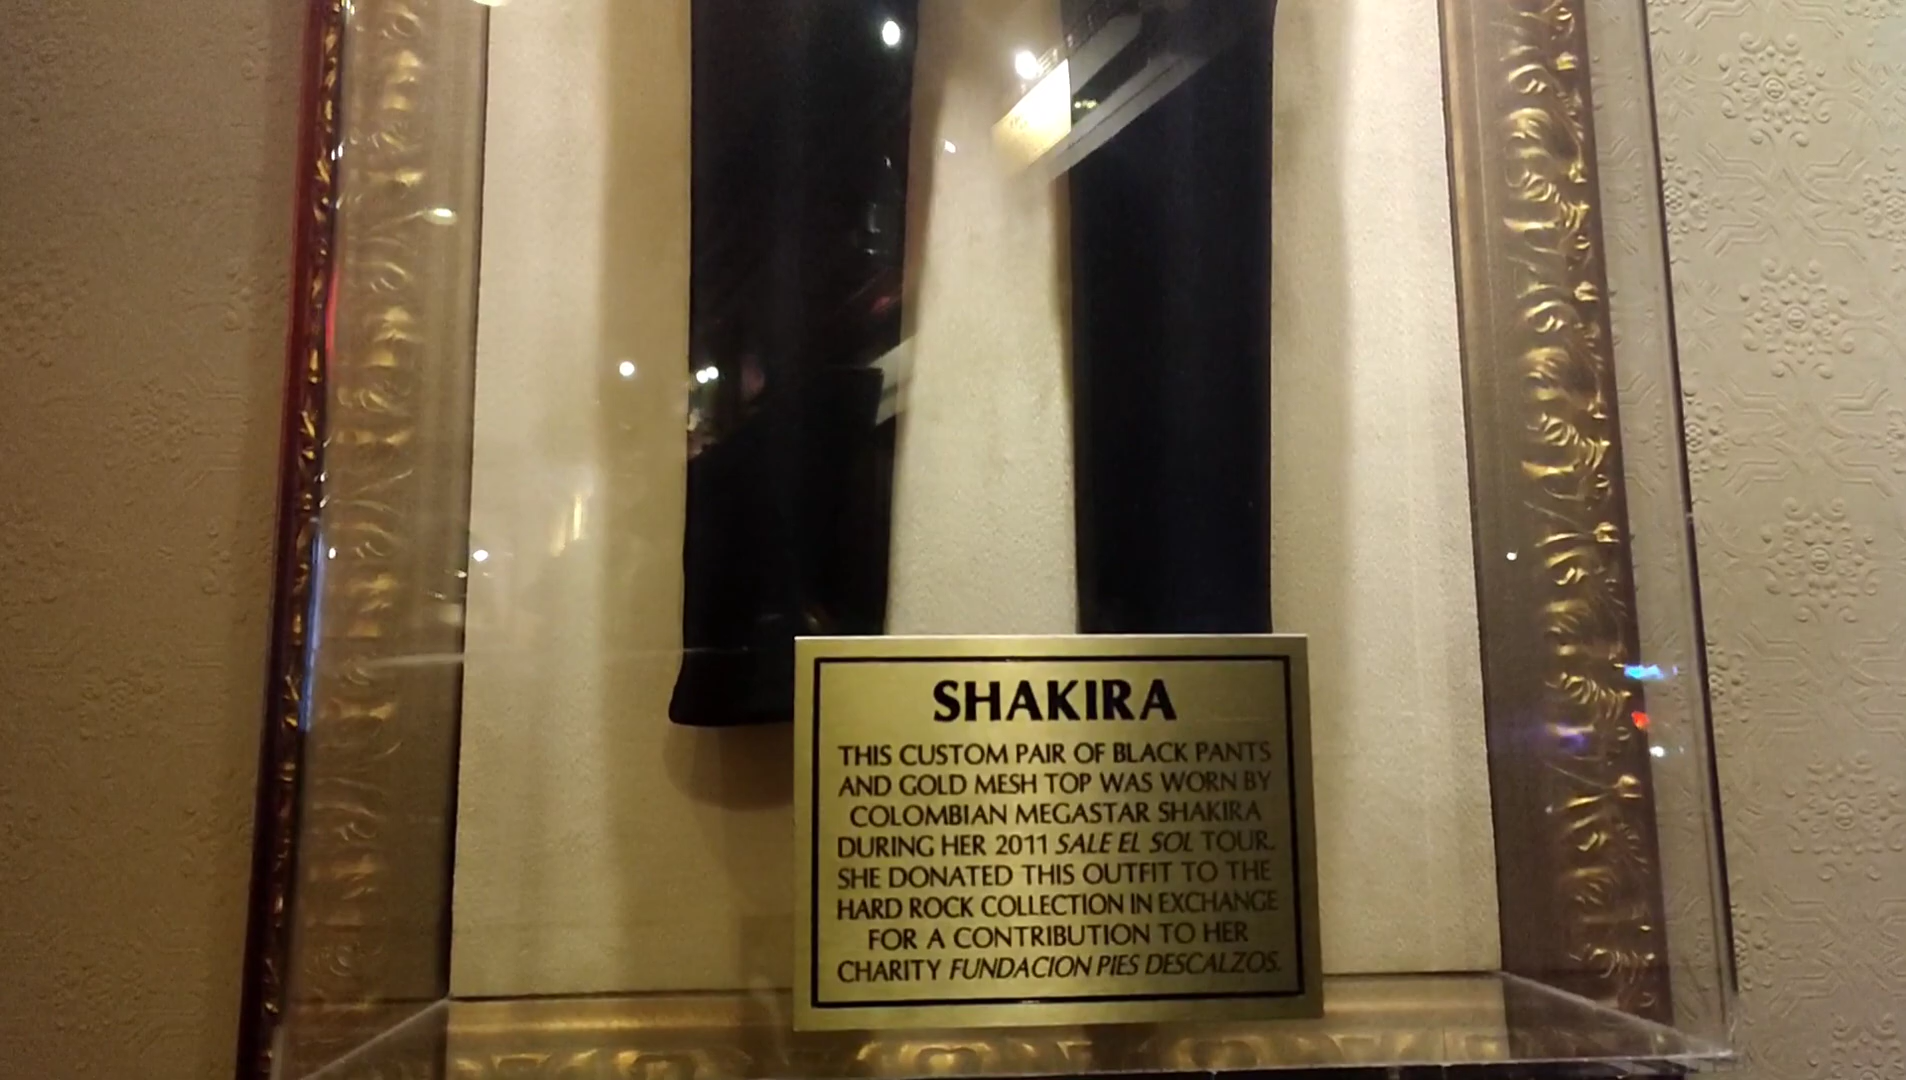 SHAKIRA
THIS CUSTOM PAIR OF BLACK PANTS
AND GOLD MESH TOP WAS WORN BY
COLOMBIAN MEGASTAR SHAKIRA
DURING HER 2011 SALE EL SOL TOUR.
SHE DONATED THIS OUTFIT TO THE
HARD ROCK COLLECTION IN EXCHANGE
FOR A CONTRIBUTION TO HER
CHARITY FUNDACION PIES DESCALZOS.